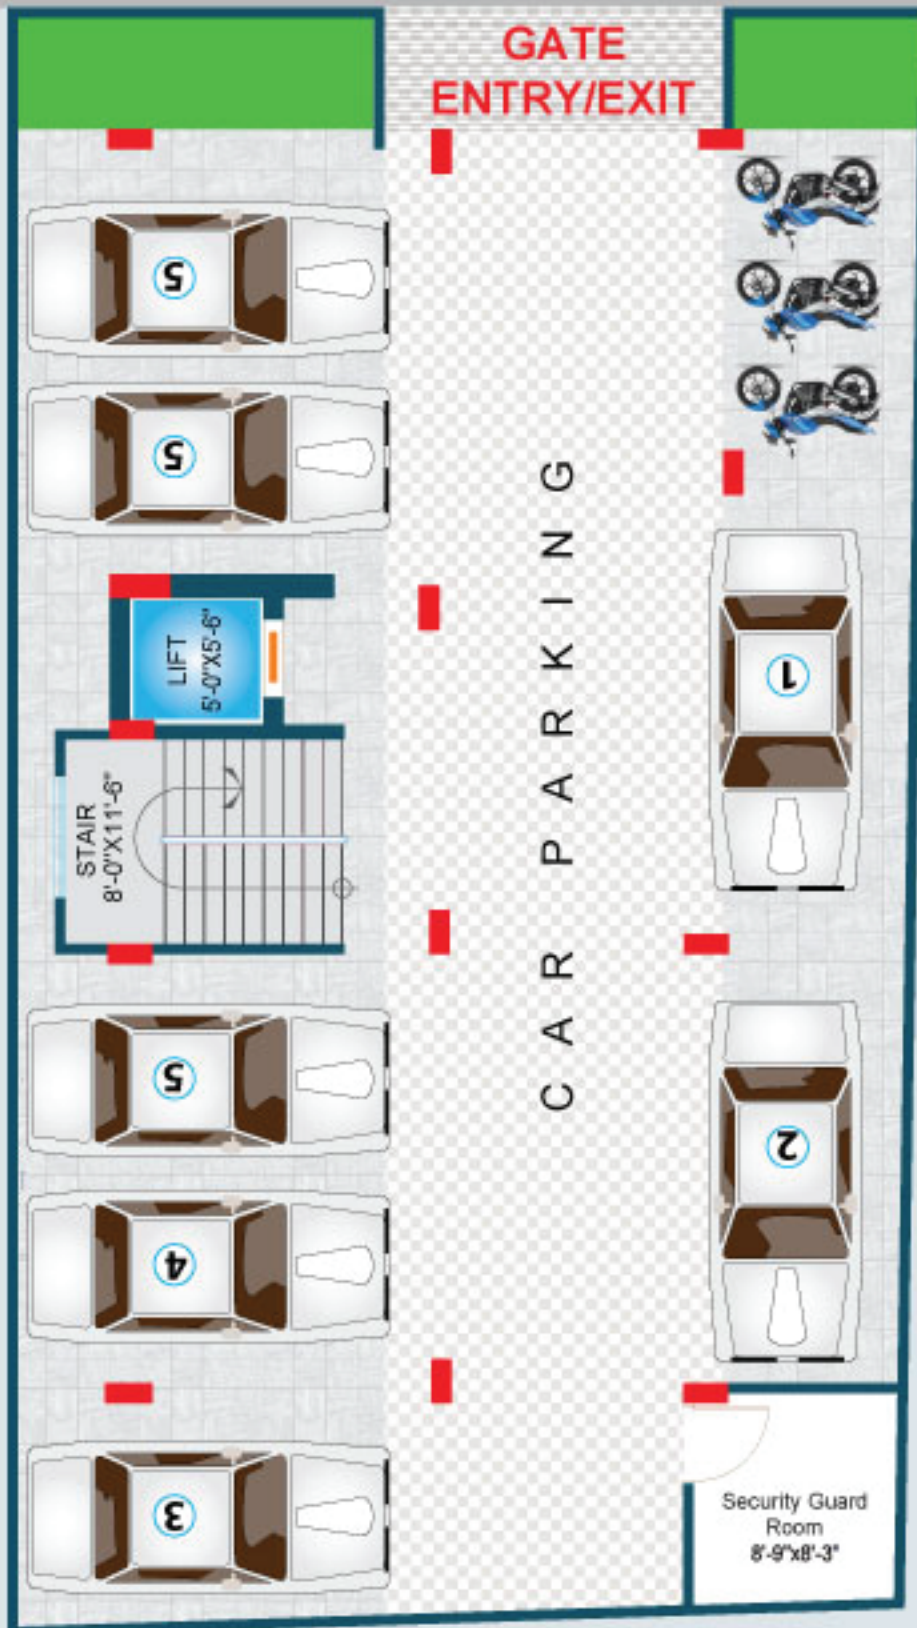 GATE
ENTRY/EXIT
5
5
LIFT
5'-0"X5'-6"
1
STAIR
8'-0"X11'-6"
CAR PARKING
5
2
4
3
Security Guard
Room
8'-9"x8'-3"